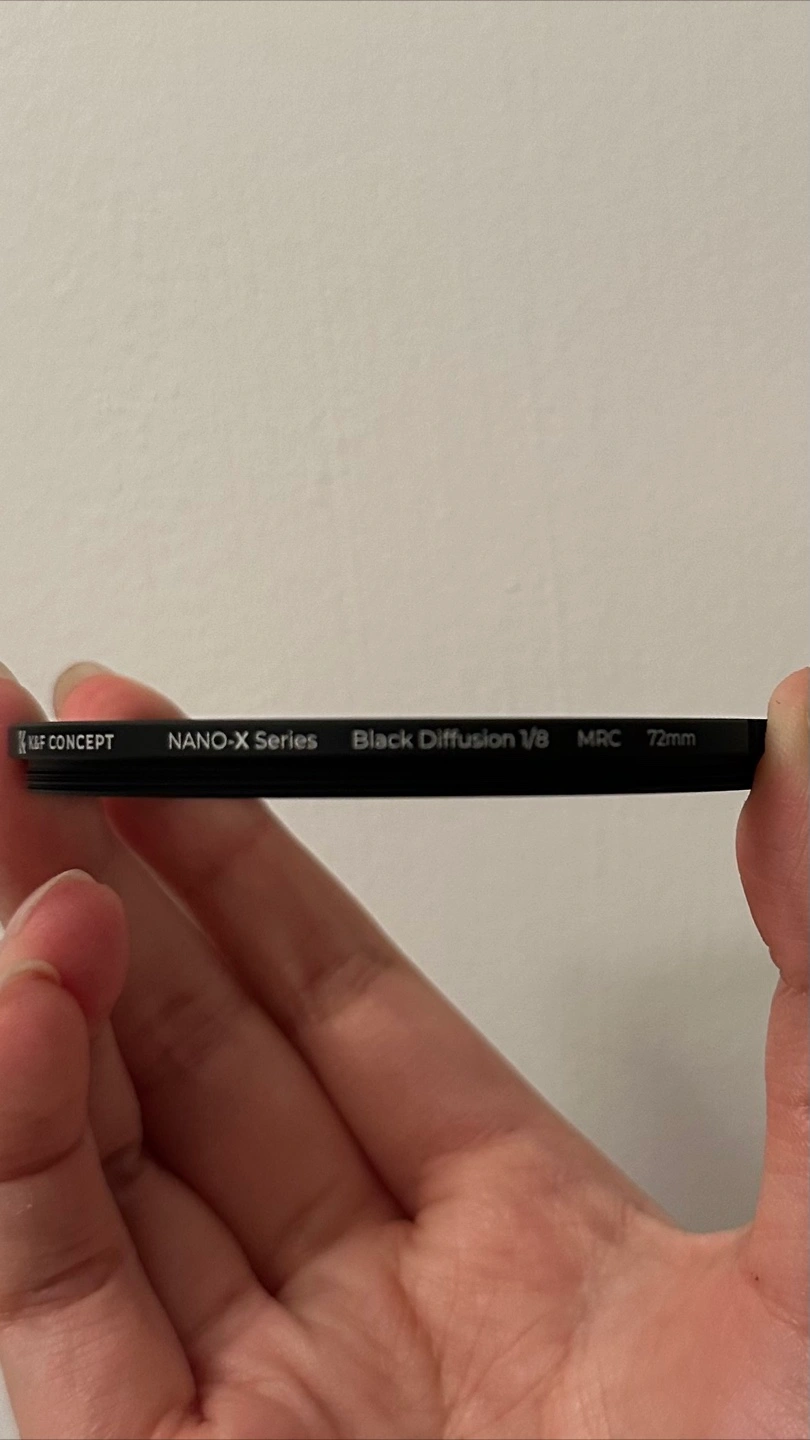 K&F CONCEPT NANO-X Series Black Diffusion 1/8 MRC 72mm